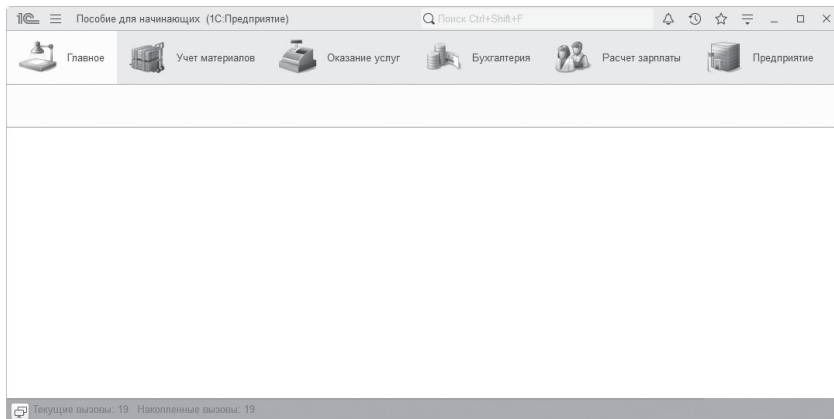 1С Пособие для начинающих (1С:Предприятие) Поиск Ctrl+Shift+F
Главное Учет материалов Оказание услуг Бухгалтерия Расчет зарплаты Предприятие
Текущие вызовы: 19 Накопленные вызовы: 19